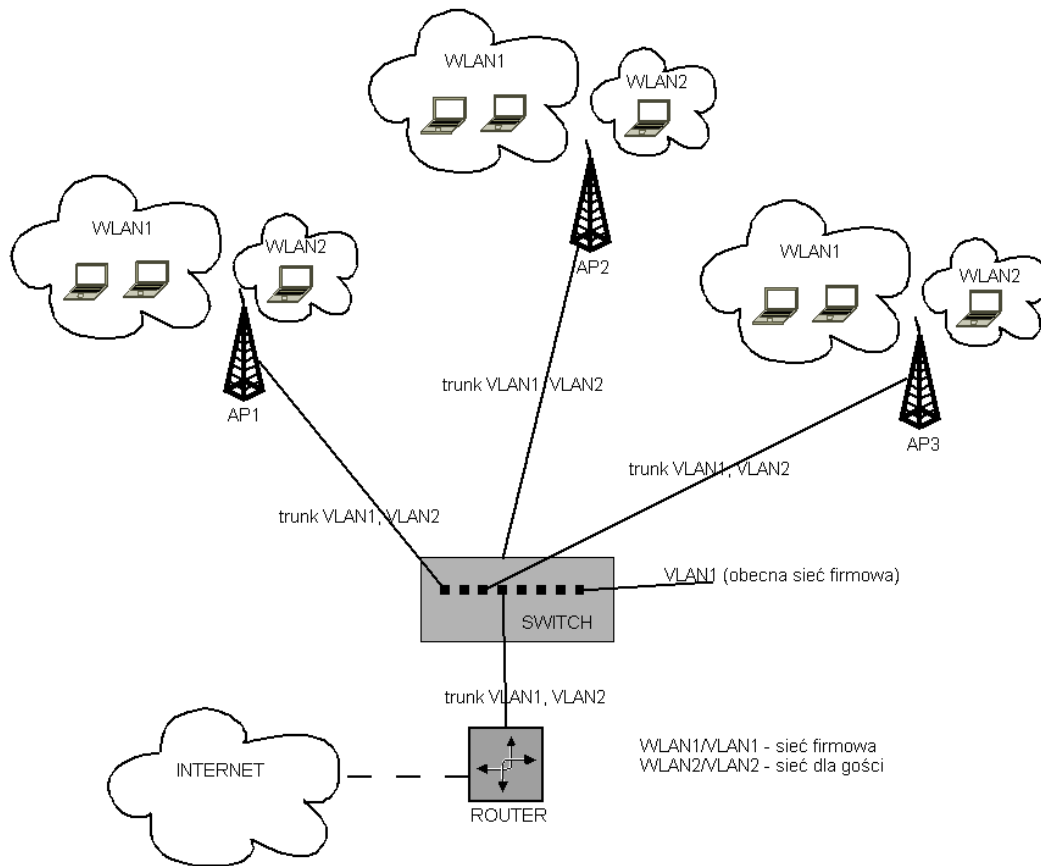 WLAN1
WLAN2
AP2
WLAN1
WLAN2
AP1
WLAN1
WLAN2
AP3
trunk VLAN1, VLAN2
trunk VLAN1, VLAN2
trunk VLAN1, VLAN2
VLAN1 (obecna sieć firmowa)
SWITCH
trunk VLAN1, VLAN2
INTERNET
ROUTER
WLAN1/VLAN1 - sieć firmowa
WLAN2/VLAN2 - sieć dla gości